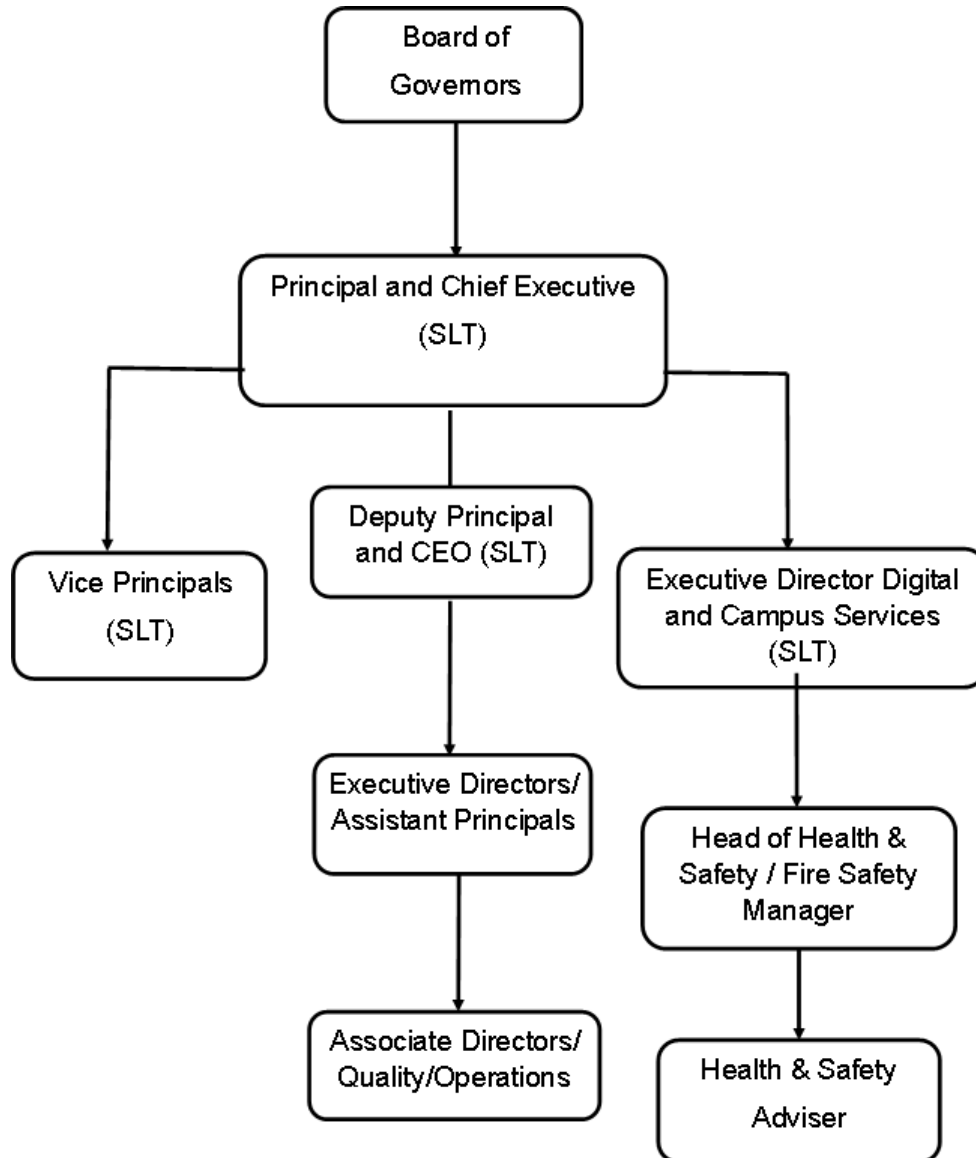 Board of
Governors
Principal and Chief Executive
(SLT)
Deputy Principal
and CEO (SLT)
Vice Principals
(SLT)
Executive Director Digital
and Campus Services
(SLT)
Executive Directors/
Assistant Principals
Head of Health &
Safety / Fire Safety
Manager
Associate Directors/
Quality/Operations
Health & Safety
Adviser